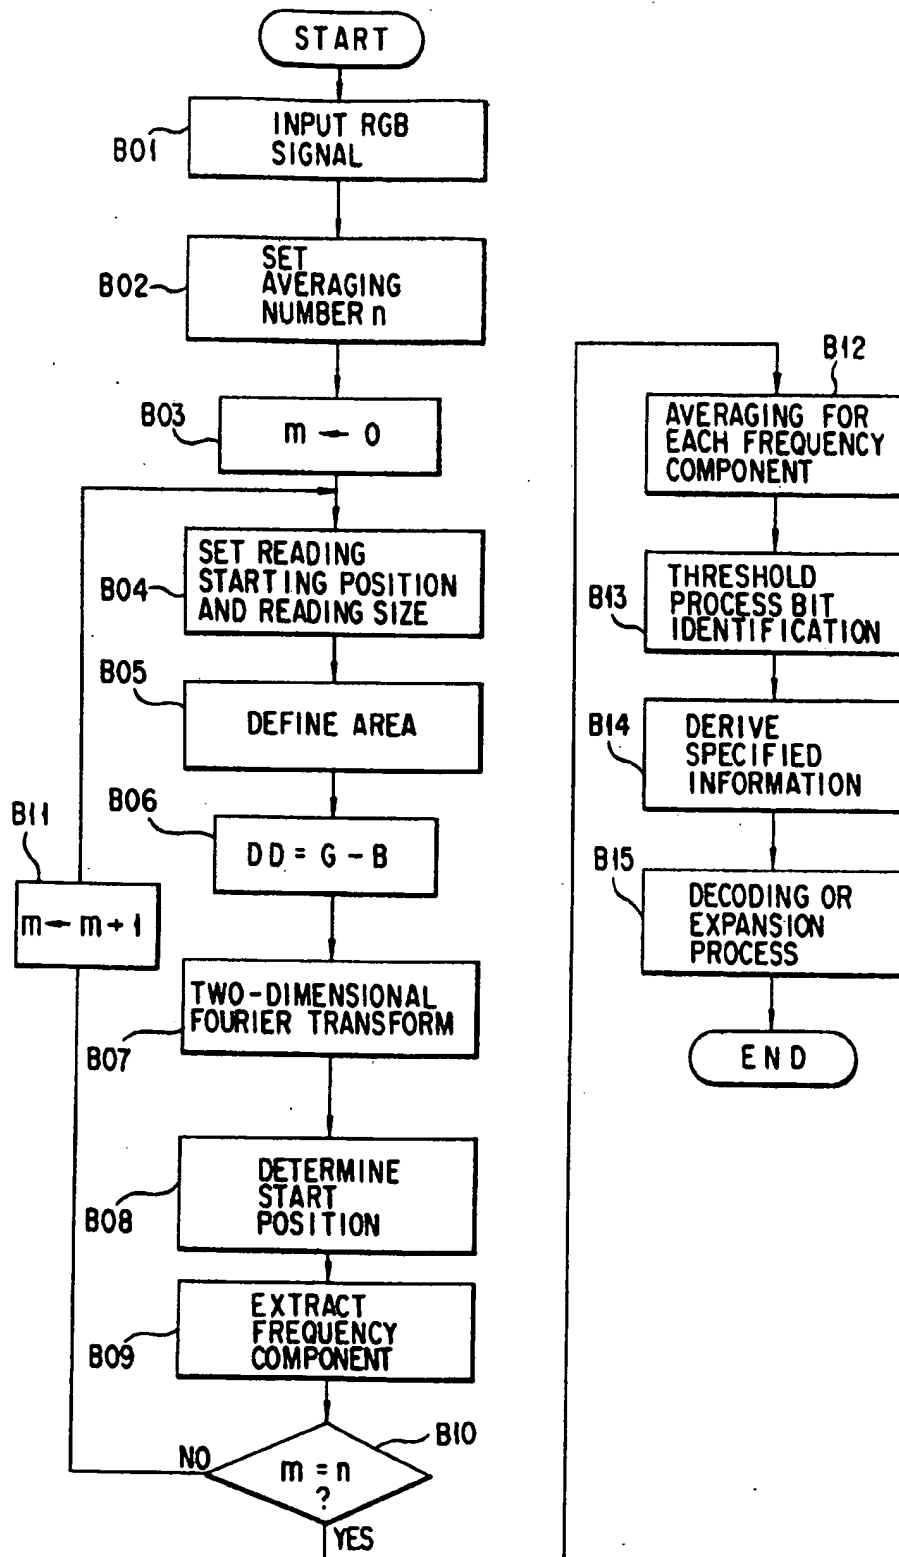 START
B01
INPUT RGB
SIGNAL
B02
SET
AVERAGING
NUMBER n
B03
m ← 0
B04
SET READING
STARTING POSITION
AND READING SIZE
B05
DEFINE AREA
B06
DD = G - B
B11
m ← m + 1
B07
TWO-DIMENSIONAL
FOURIER TRANSFORM
B08
DETERMINE
START
POSITION
B09
EXTRACT
FREQUENCY
COMPONENT
B10
m = n
?
NO
YES
B12
AVERAGING FOR
EACH FREQUENCY
COMPONENT
B13
THRESHOLD
PROCESS BIT
IDENTIFICATION
B14
DERIVE
SPECIFIED
INFORMATION
B15
DECODING OR
EXPANSION
PROCESS
END